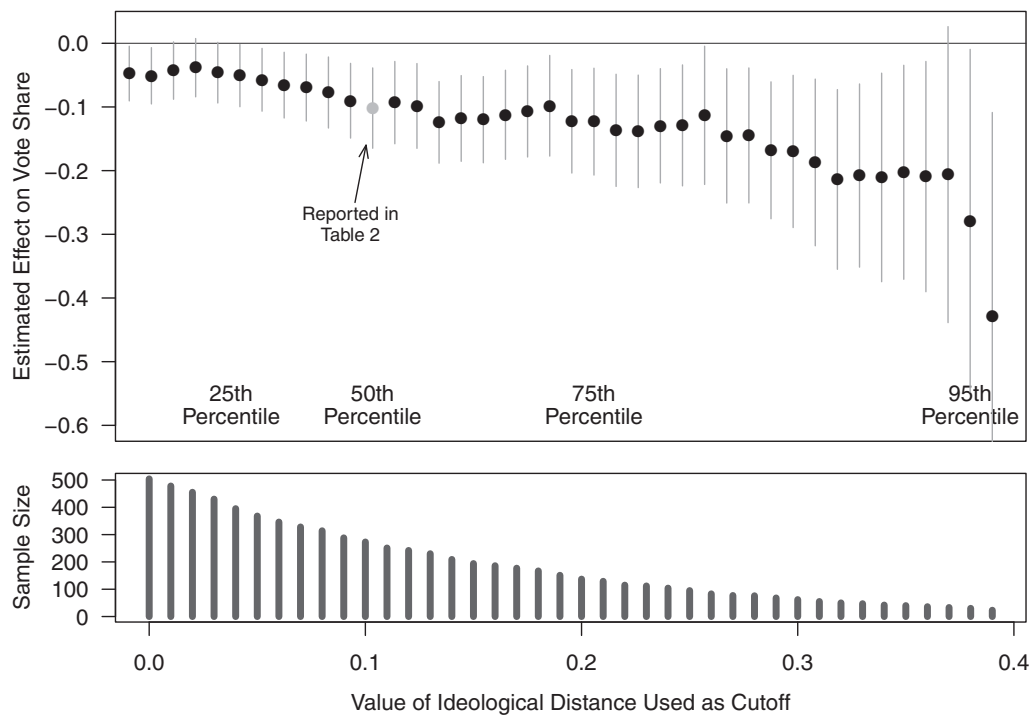 Estimated Effect on Vote Share
0.0
−0.1
−0.2
−0.3
−0.4
−0.5
−0.6
Reported in
Table 2
25th
Percentile
50th
Percentile
75th
Percentile
95th
Percentile
Sample Size
500
400
300
200
100
0
0.0 0.1 0.2 0.3 0.4
Value of Ideological Distance Used as Cutoff